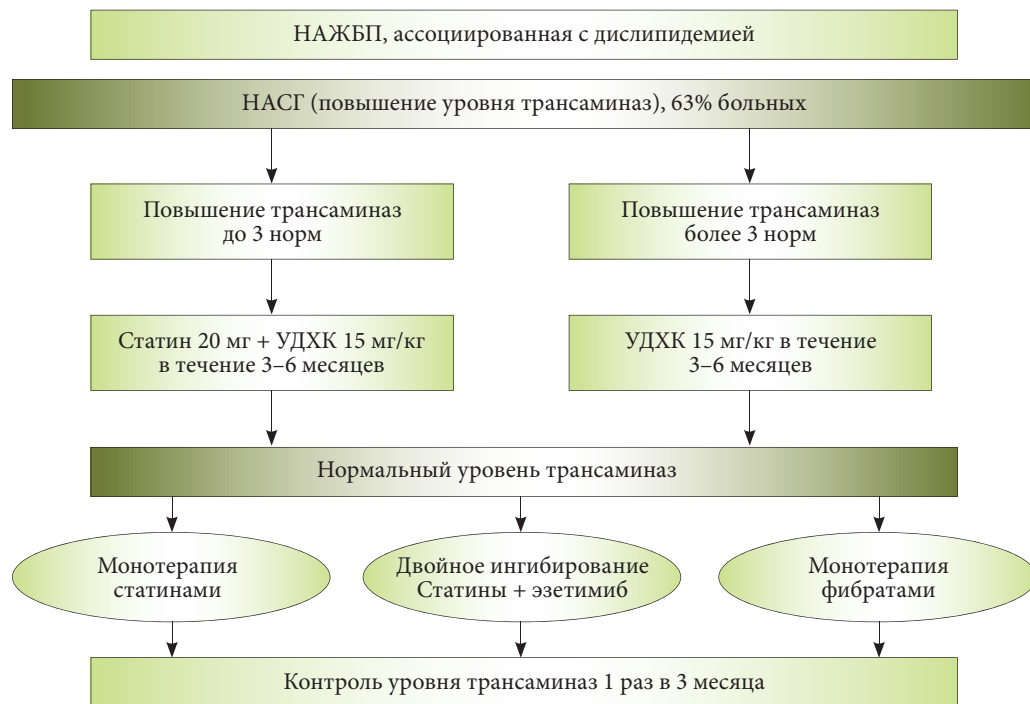 НАЖБП, ассоциированная с дислипидемией
НАСГ (повышение уровня трансаминаз), 63% больных
Повышение трансаминаз
до 3 норм
Повышение трансаминаз
более 3 норм
Статин 20 мг + УДХК 15 мг/кг
в течение 3–6 месяцев
УДХК 15 мг/кг в течение
3–6 месяцев
Нормальный уровень трансаминаз
Монотерапия
статинами
Двойное ингибирование
Статины + эзетимиб
Монотерапия
фибратами
Контроль уровня трансаминаз 1 раз в 3 месяца